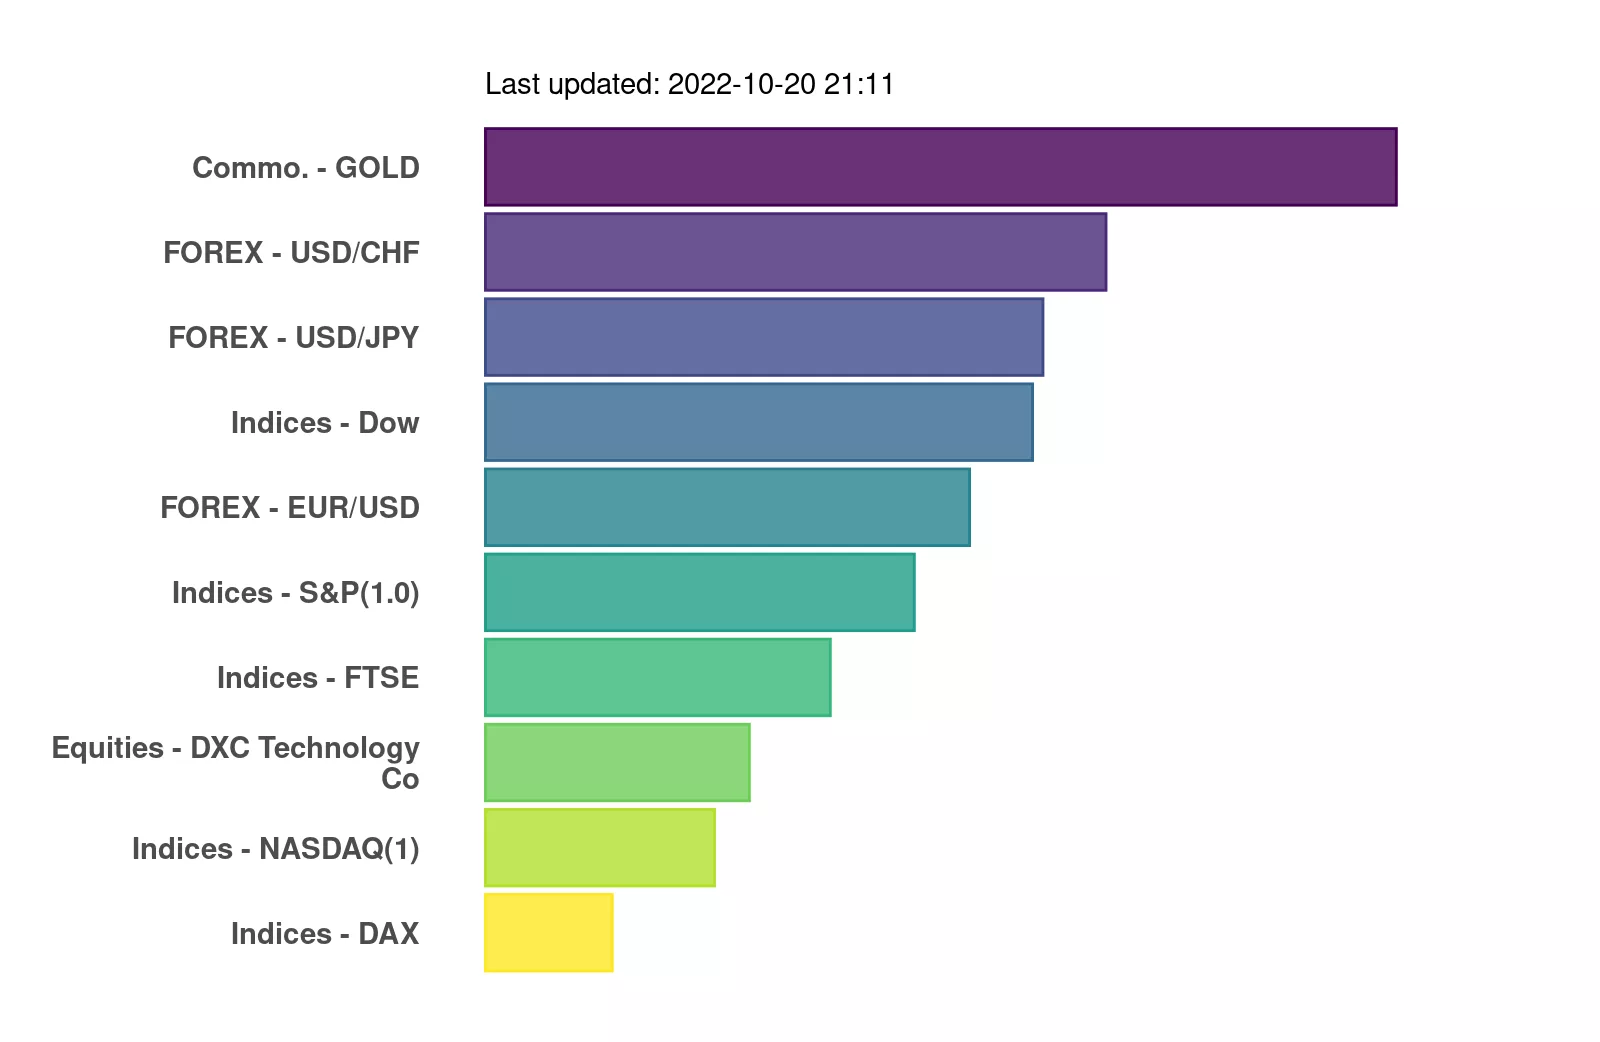 Last updated: 2022-10-20 21:11
Commo. - GOLD
FOREX - USD/CHF
FOREX - USD/JPY
Indices - Dow
FOREX - EUR/USD
Indices - S&P(1.0)
Indices - FTSE
Equities - DXC Technology
Co
Indices - NASDAQ(1)
Indices - DAX